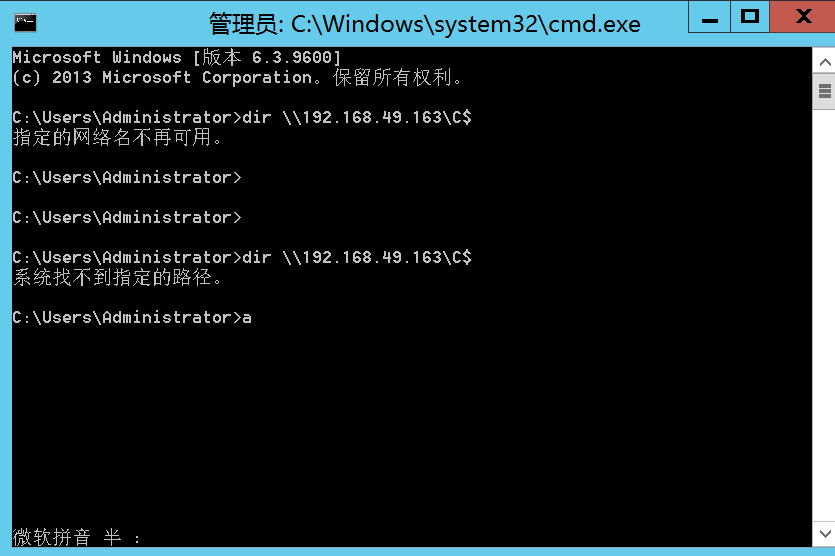 管理员: C:\Windows\system32\cmd.exe
Microsoft Windows [版本 6.3.9600]
(c) 2013 Microsoft Corporation。保留所有权利。
C:\Users\Administrator>dir \\192.168.49.163\C$
指定的网络名不再可用。
C:\Users\Administrator>
C:\Users\Administrator>
C:\Users\Administrator>dir \\192.168.49.163\C$
系统找不到指定的路径。
C:\Users\Administrator>a
微软拼音 半 :